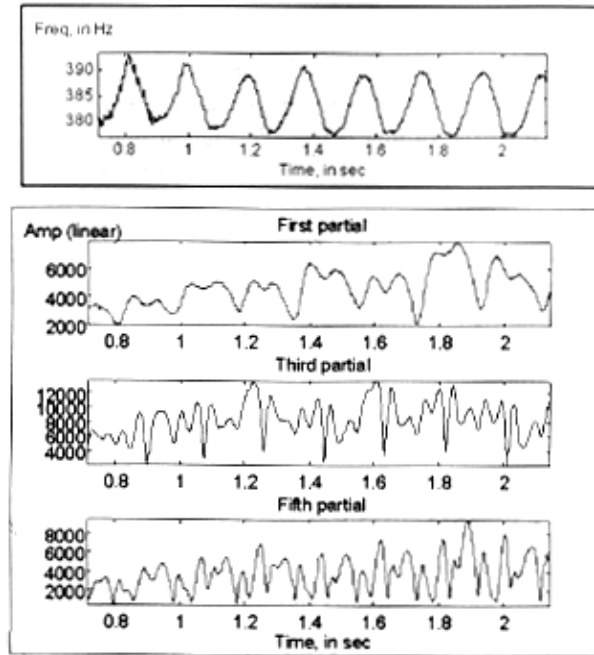 Freq, in Hz
390
385
380
0.8 1 1.2 1.4 1.6 1.8 2
Time, in sec
Amp (linear)
First partial
6000
4000
2000
0.8 1 1.2 1.4 1.6 1.8 2
Third partial
12000
10000
8000
6000
4000
0.8 1 1.2 1.4 1.6 1.8 2
Fifth partial
8000
6000
4000
2000
0.8 1 1.2 1.4 1.6 1.8 2
Time, in sec